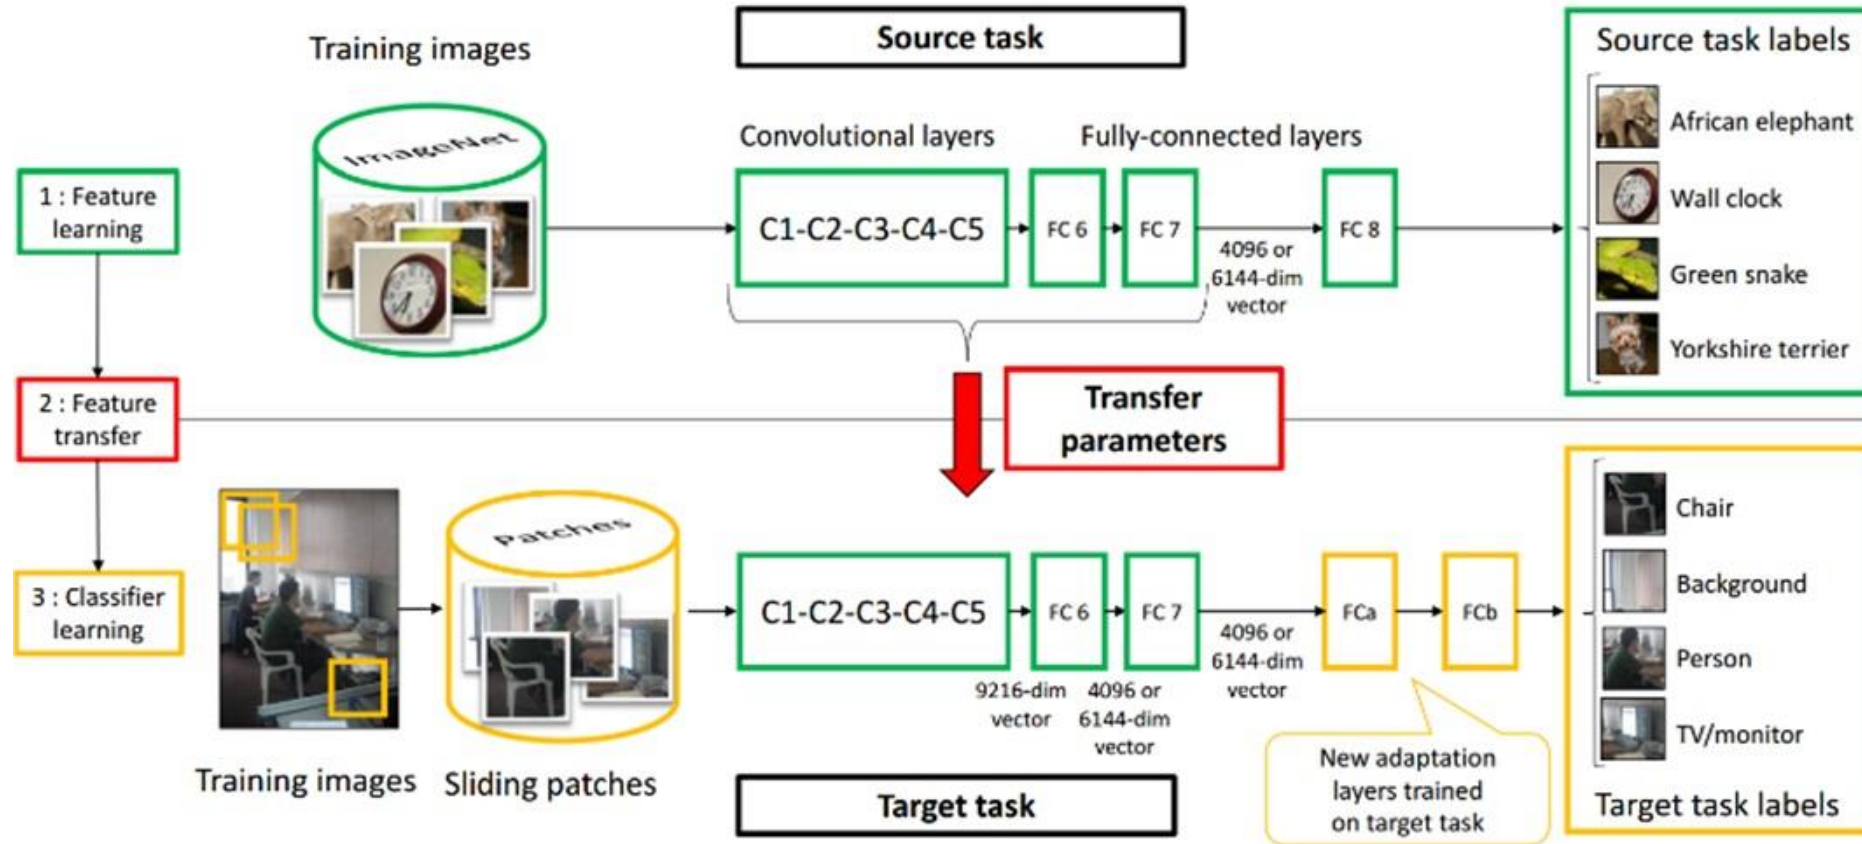 Training images
Source task
Source task labels
ImageNet
Convolutional layers
Fully-connected layers
African elephant
Wall clock
Green snake
Yorkshire terrier
1 : Feature
learning
C1-C2-C3-C4-C5
FC 6
FC 7
4096 or
6144-dim
vector
FC 8
2 : Feature
transfer
Transfer
parameters
3 : Classifier
learning
Training images
Patches
Sliding patches
C1-C2-C3-C4-C5
FC 6
FC 7
9216-dim
vector
4096 or
6144-dim
vector
4096 or
6144-dim
vector
FCa
FCb
New adaptation
layers trained
on target task
Target task
Chair
Background
Person
TV/monitor
Target task labels